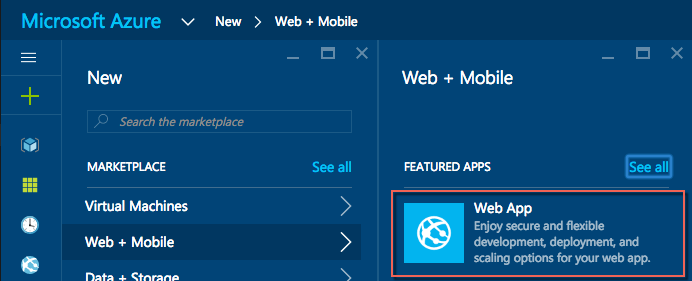 Microsoft Azure New > Web + Mobile
New
Search the marketplace
MARKETPLACE See all
Virtual Machines
Web + Mobile
Data + Storage
Web + Mobile
FEATURED APPS See all
Web App
Enjoy secure and flexible
development, deployment, and
scaling options for your web app.